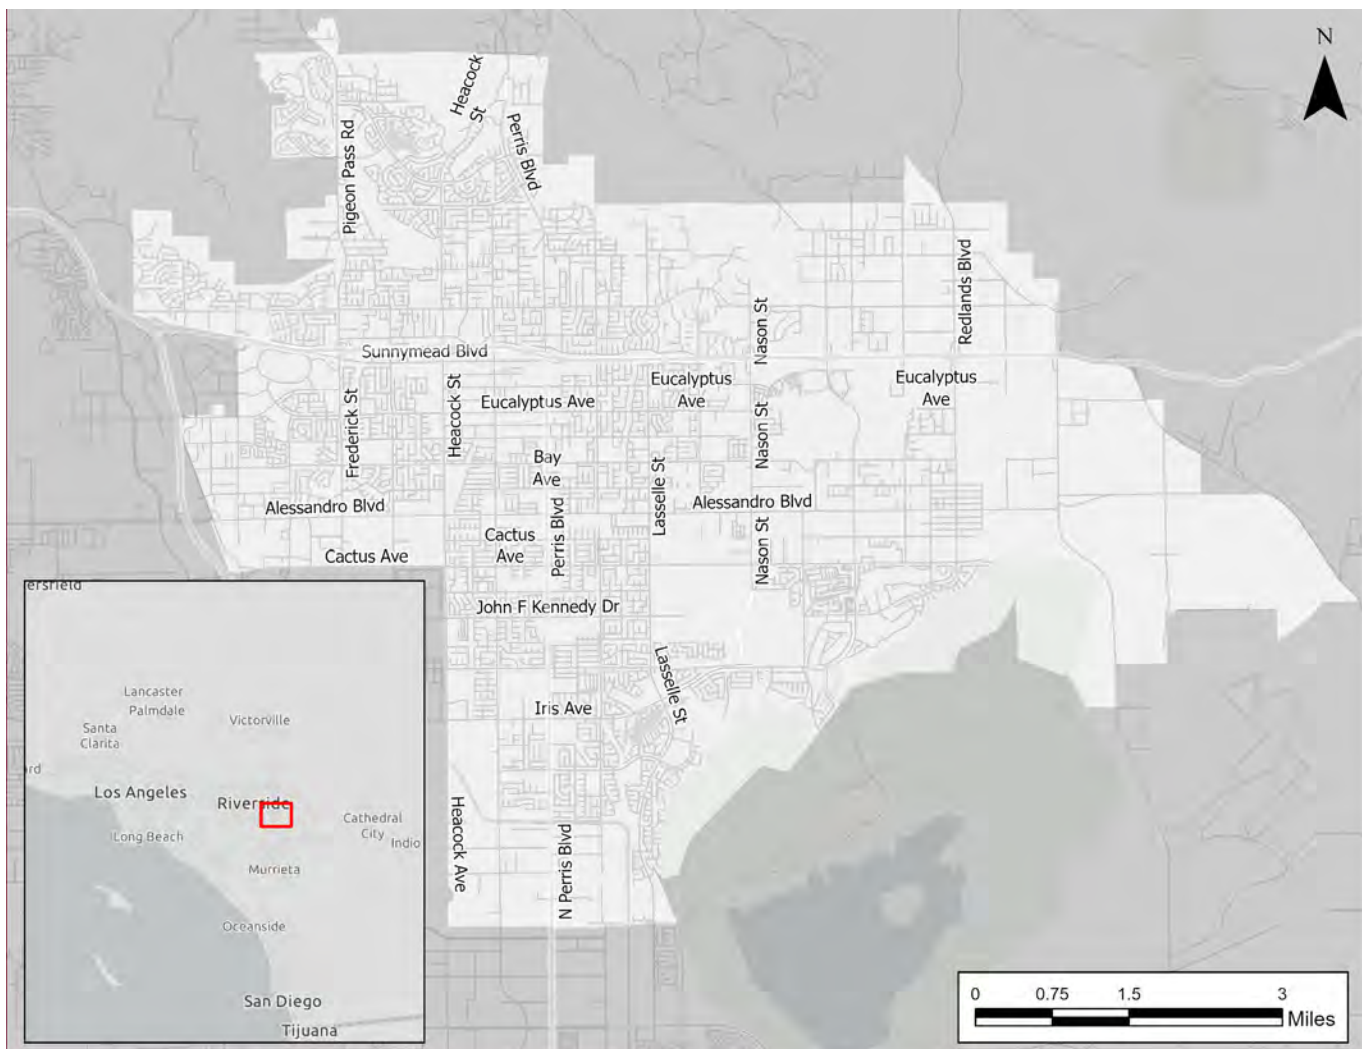 N
Heacock
St
Perris Blvd
Pigeon Pass Rd
Redlands Blvd
Nason St
Sunnymead Blvd
Eucalyptus
Ave
Eucalyptus
Ave
Eucalyptus Ave
Frederick St
Heacock St
Nason St
Bay
Ave
Lasselle St
Alessandro Blvd
Alessandro Blvd
Perris Blvd
Cactus
Ave
Nason St
Cactus Ave
John F Kennedy Dr
Lasselle St
Iris Ave
Heacock Ave
N Perris Blvd
ersfield
Lancaster
Palmdale
Victorville
Santa
Clarita
ard
Los Angeles
Riverside
Cathedral
City
Indio
Long Beach
Murrieta
Oceanside
San Diego
Tijuana
0 0.75 1.5 3
Miles